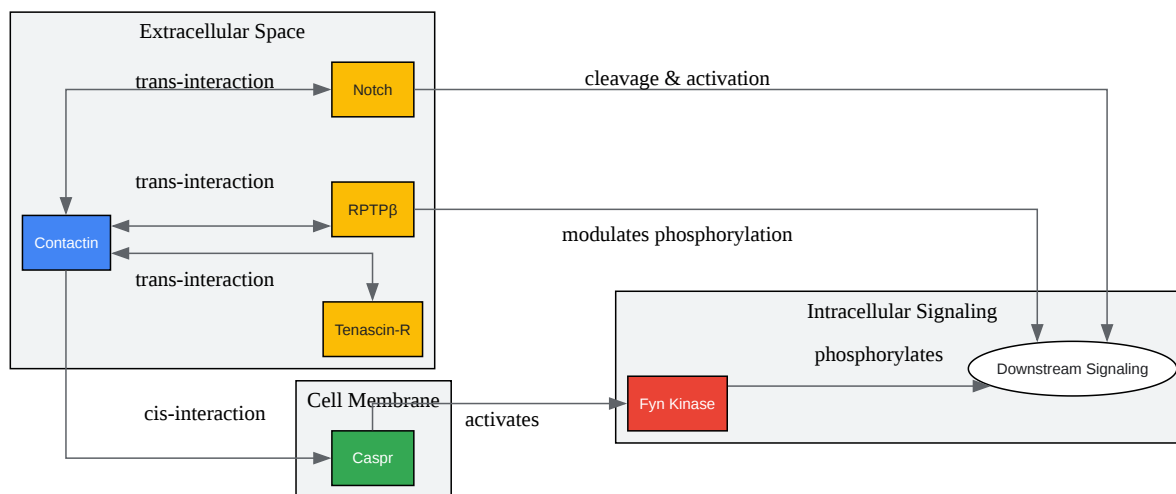 Extracellular Space
trans-interaction
Notch
cleavage & activation
trans-interaction
RPTPβ
modulates phosphorylation
Contactin
trans-interaction
Tenascin-R
Intracellular Signaling
phosphorylates
Downstream Signaling
Cell Membrane
Fyn Kinase
cis-interaction
activates
Caspr